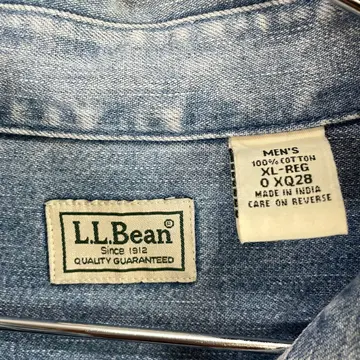 L.L.Bean®
Since 1912
QUALITY GUARANTEED
MEN'S
100% COTTON
XL-REG
0 XQ28
MADE IN INDIA
CARE ON REVERSE